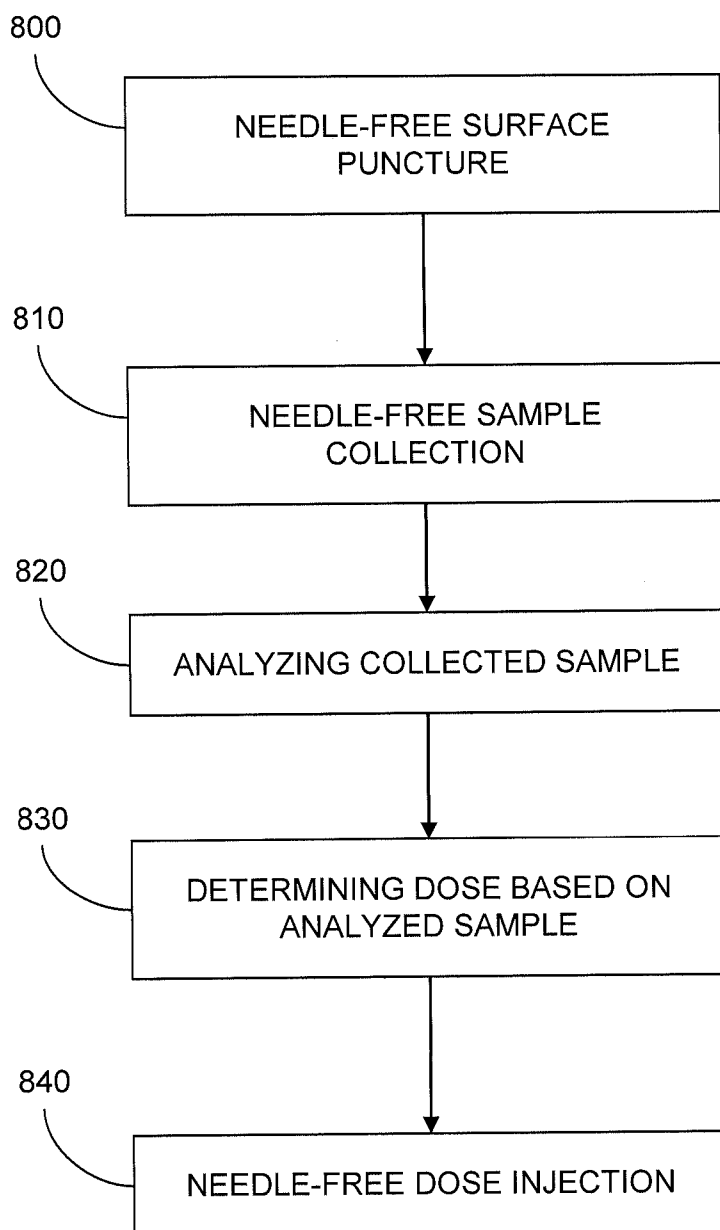 800
NEEDLE-FREE SURFACE
PUNCTURE
810
NEEDLE-FREE SAMPLE
COLLECTION
820
ANALYZING COLLECTED SAMPLE
830
DETERMINING DOSE BASED ON
ANALYZED SAMPLE
840
NEEDLE-FREE DOSE INJECTION